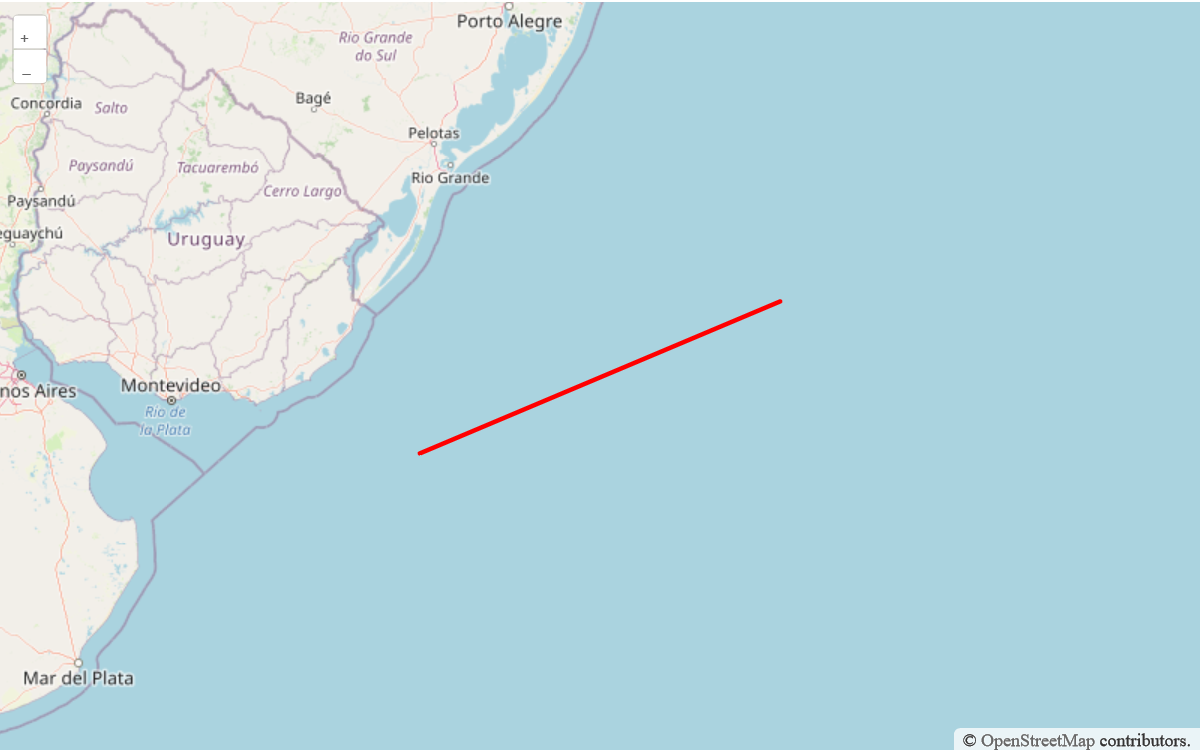 +
–
Porto Alegre
Rio Grande
do Sul
Bagé
Concordia
Salto
Pelotas
Paysandú
Tacuarembó
Rio Grande
Cerro Largo
Paysandú
eguaychú
Uruguay
Montevideo
nos Aires
Río de
la Plata
Mar del Plata
© OpenStreetMap contributors.